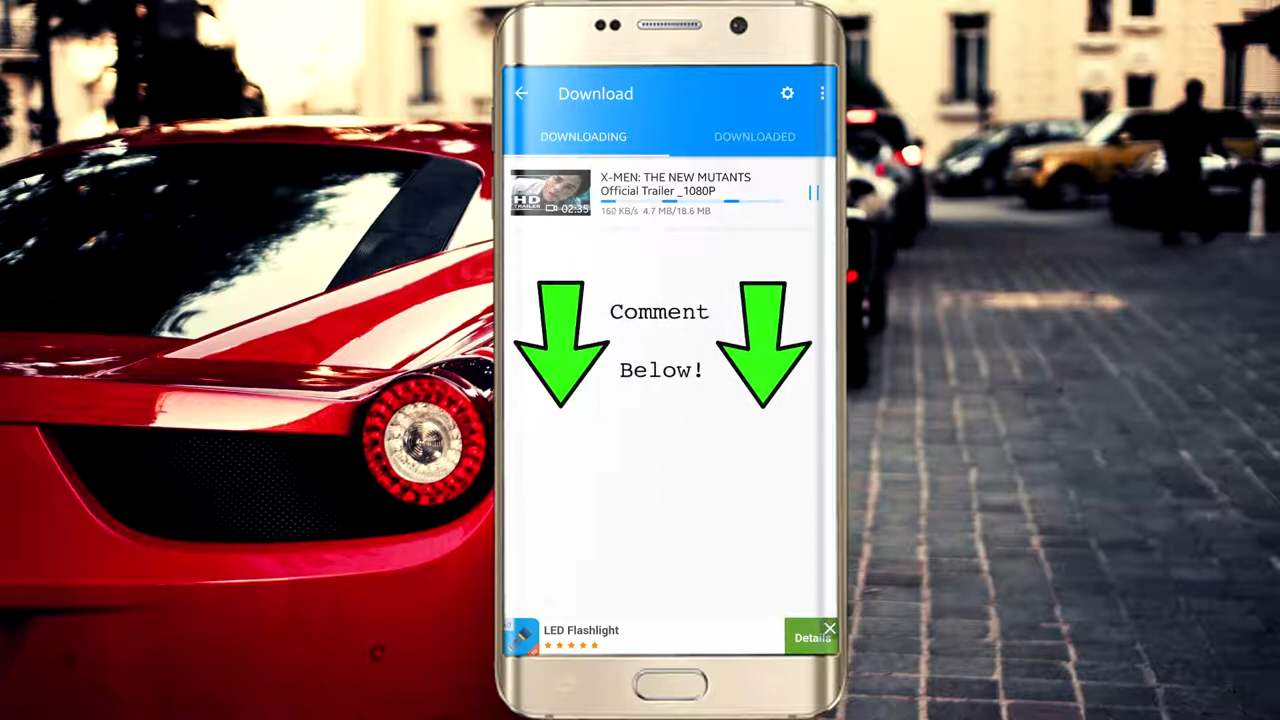 Download
DOWNLOADING DOWNLOADED
X-MEN: THE NEW MUTANTS
Official Trailer _1080P
HD
TRAILER
02:35
160 KB/s 4.7 MB/18.6 MB
Comment
Below!
LED Flashlight
Details